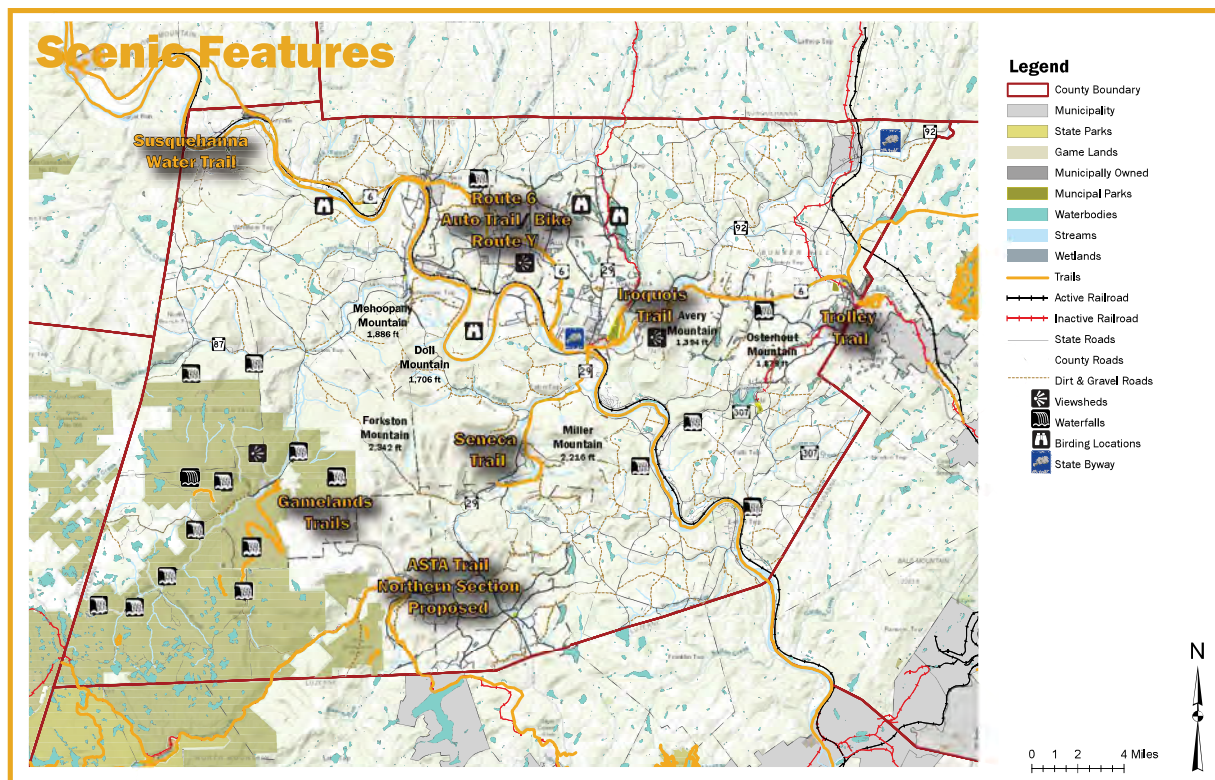 Scenic Features
Susquehanna
Water Trail
92
6
Route 6
Auto Trail / Bike
Route Y
92
6
29
6
Iroquois
Trail
Avery
Mountain
1,394 ft
Trolley
Trail
Mehoopany
Mountain
1,886 ft
Osterhout
Mountain
Doll
Mountain
1,706 ft
87
29
307
Forkston
Mountain
2,342 ft
Seneca
Trail
Miller
Mountain
2,216 ft
307
Gamelands
Trails
29
ASTA Trail
Northern Section
Proposed
Legend
County Boundary
Municipality
State Parks
Game Lands
Municipally Owned
Muncipal Parks
Waterbodies
Streams
Wetlands
Trails
Active Railroad
Inactive Railroad
State Roads
County Roads
Dirt & Gravel Roads
Viewsheds
Waterfalls
Birding Locations
State Byway
N
0 1 2 4 Miles